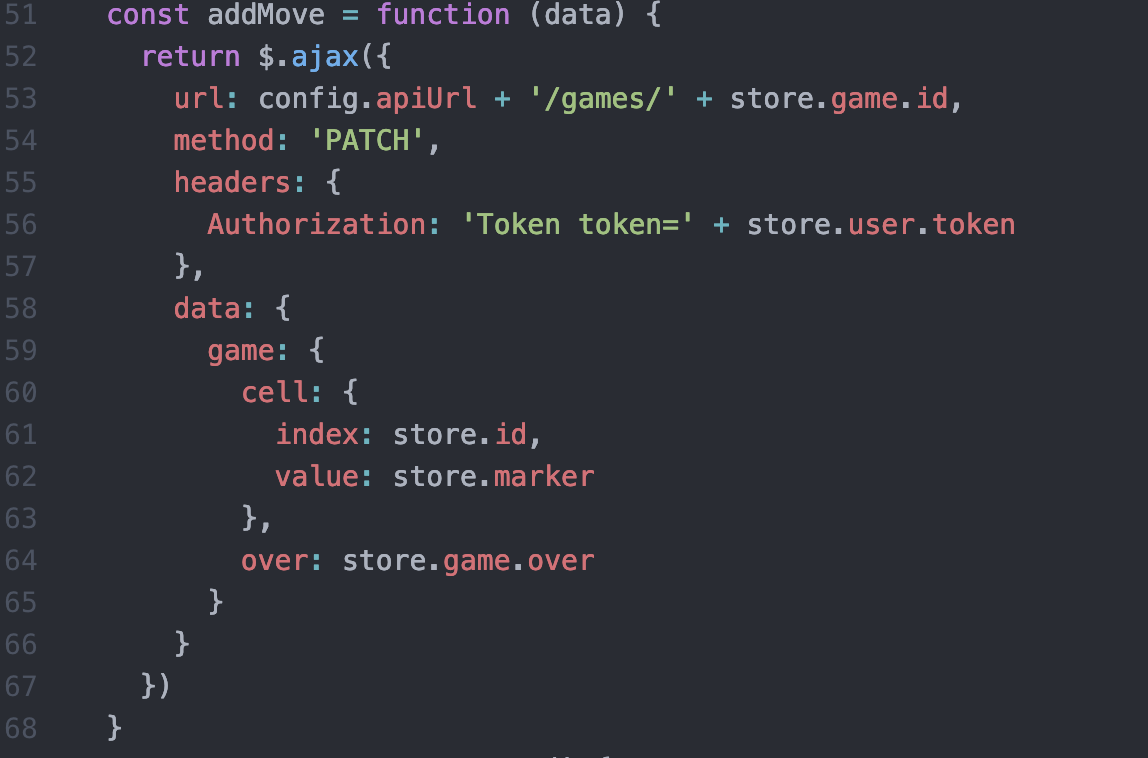 51 const addMove = function (data) {
52 return $.ajax({
53 url: config.apiUrl + '/games/' + store.game.id,
54 method: 'PATCH',
55 headers: {
56 Authorization: 'Token token=' + store.user.token
57 },
58 data: {
59 game: {
60 cell: {
61 index: store.id,
62 value: store.marker
63 },
64 over: store.game.over
65 }
66 }
67 })
68 }